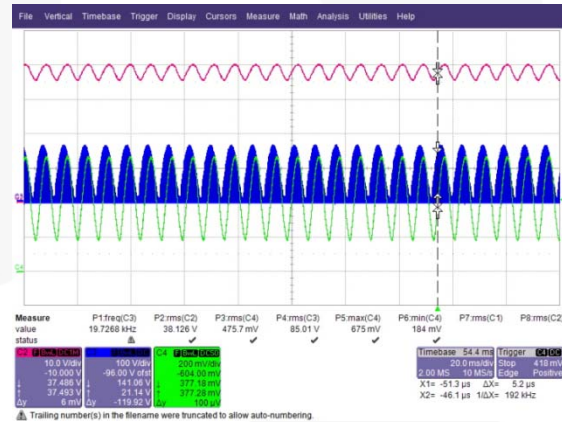 File Vertical Timebase Trigger Display Cursors Measure Math Analysis Utilities Help
C4
Measure P1:freq(C3) P2:rms(C2) P3:rms(C4) P4:rms(C3) P5:max(C4) P6:min(C4) P7:rms(C1) P8:rms(C2)
value 19.7268 kHz 38.126 V 475.7 mV 85.01 V 675 mV 184 mV
status
C2
C4
Timebase 54.4 ms Trigger C4 DC
10.0 V/div 100 V/div 200 mV/div 20.0 ms/div Stop 418 mV
-10.000 V -96.00 V ofst -604.00 mV 2.00 MS 10 MS/s Edge Positive
37.486 V 141.06 V 377.18 mV X1= -51.3 µs ΔX= 5.2 µs
37.493 V 21.14 V 377.28 mV X2= -46.1 µs 1/ΔX= 192 kHz
Δy 6 mV Δy -119.92 V Δy 100 µV
Trailing number(s) in the filename were truncated to allow auto-numbering.